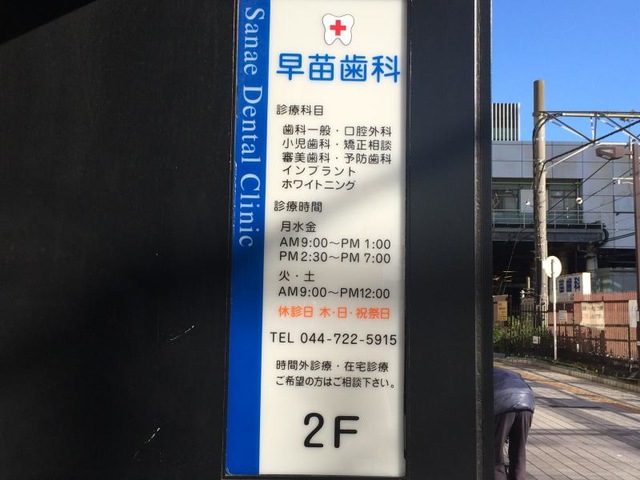 Sanae Dental Clinic
早苗歯科
診療科目
歯科一般・口腔外科
小児歯科・矯正相談
審美歯科・予防歯科
インプラント
ホワイトニング
診療時間
月水金
AM9:00～PM 1:00
PM2:30～PM 7:00
火・土
AM9:00～PM12:00
休診日 木・日・祝祭日
TEL 044-722-5915
時間外診療・在宅診療
ご希望の方はご相談下さい。
2F
歯科